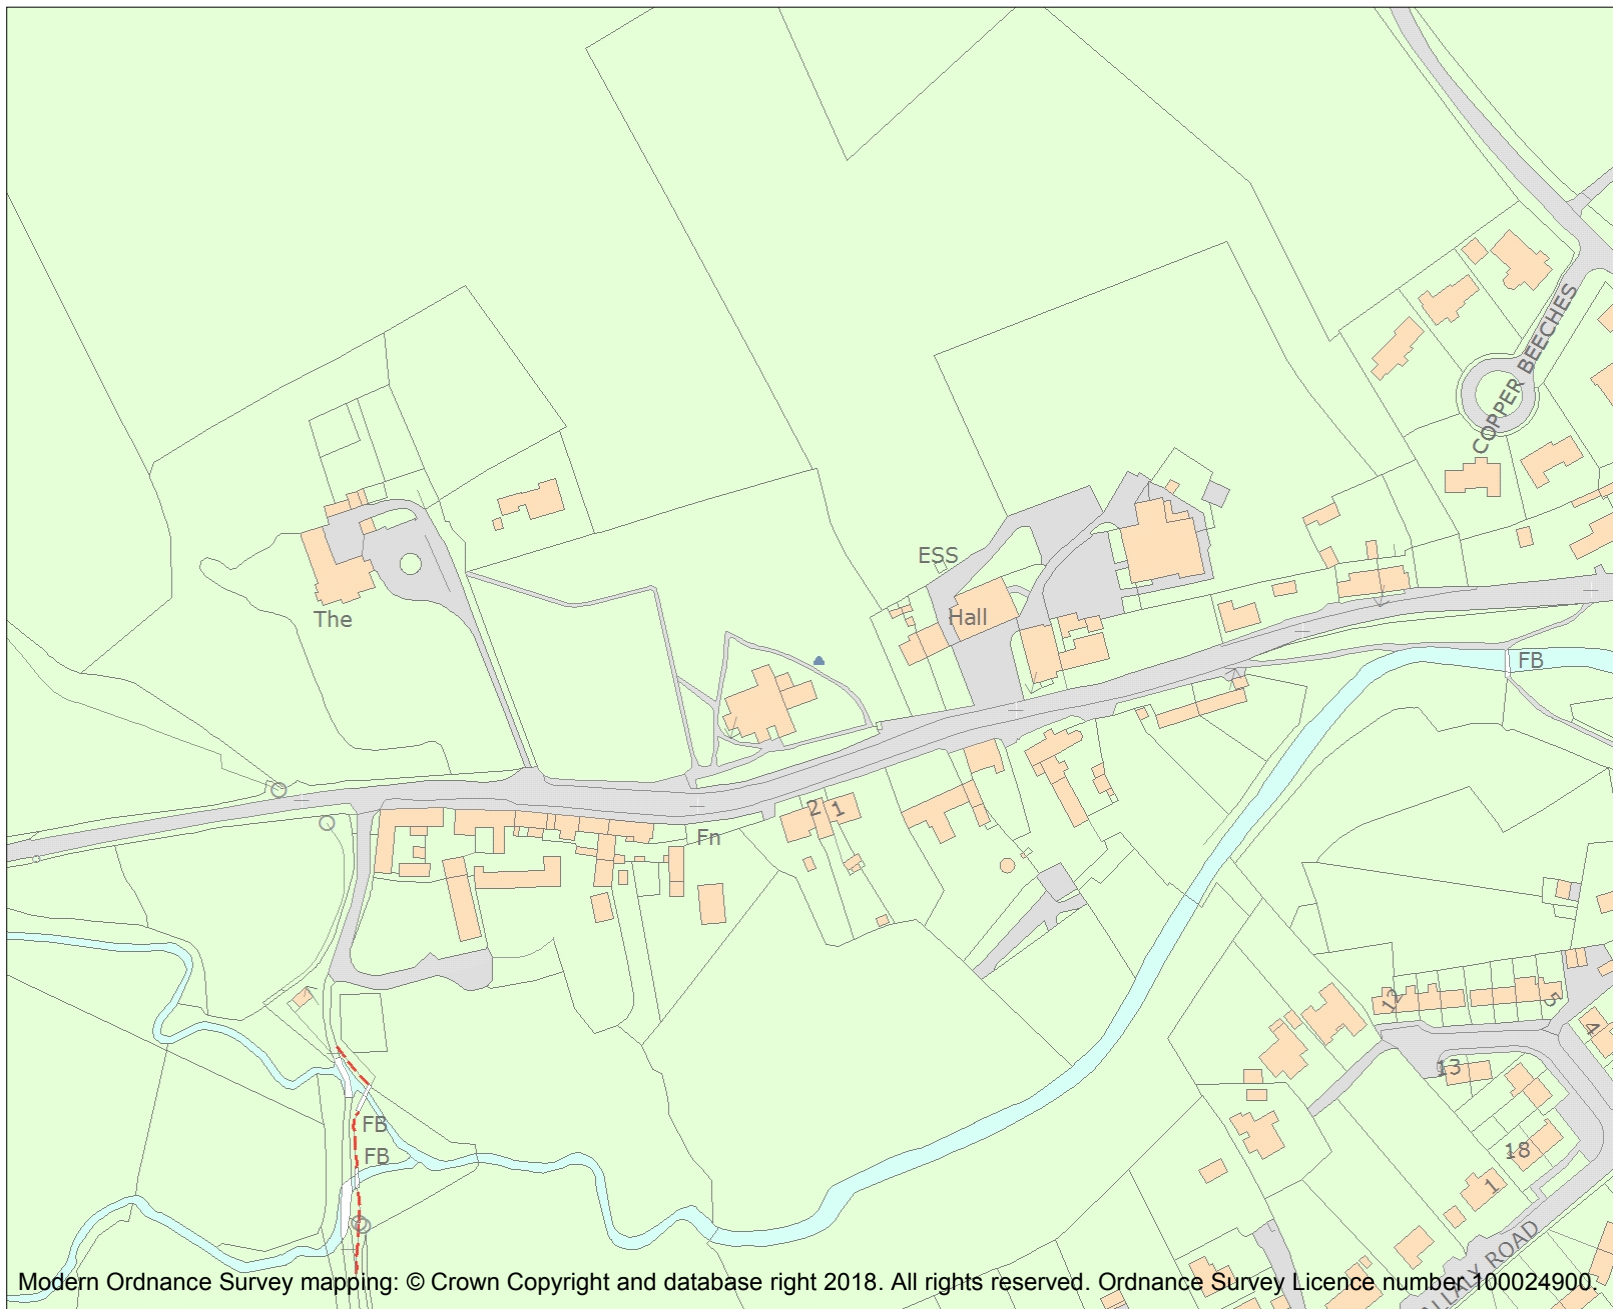 COPPER BEECHES
ESS
The
Hall
FB
2
1
Fn
12
5
4
13
FB
18
FB
1
Modern Ordnance Survey mapping: © Crown Copyright and database right 2018. All rights reserved. Ordnance Survey Licence number 100024900.
ROAD